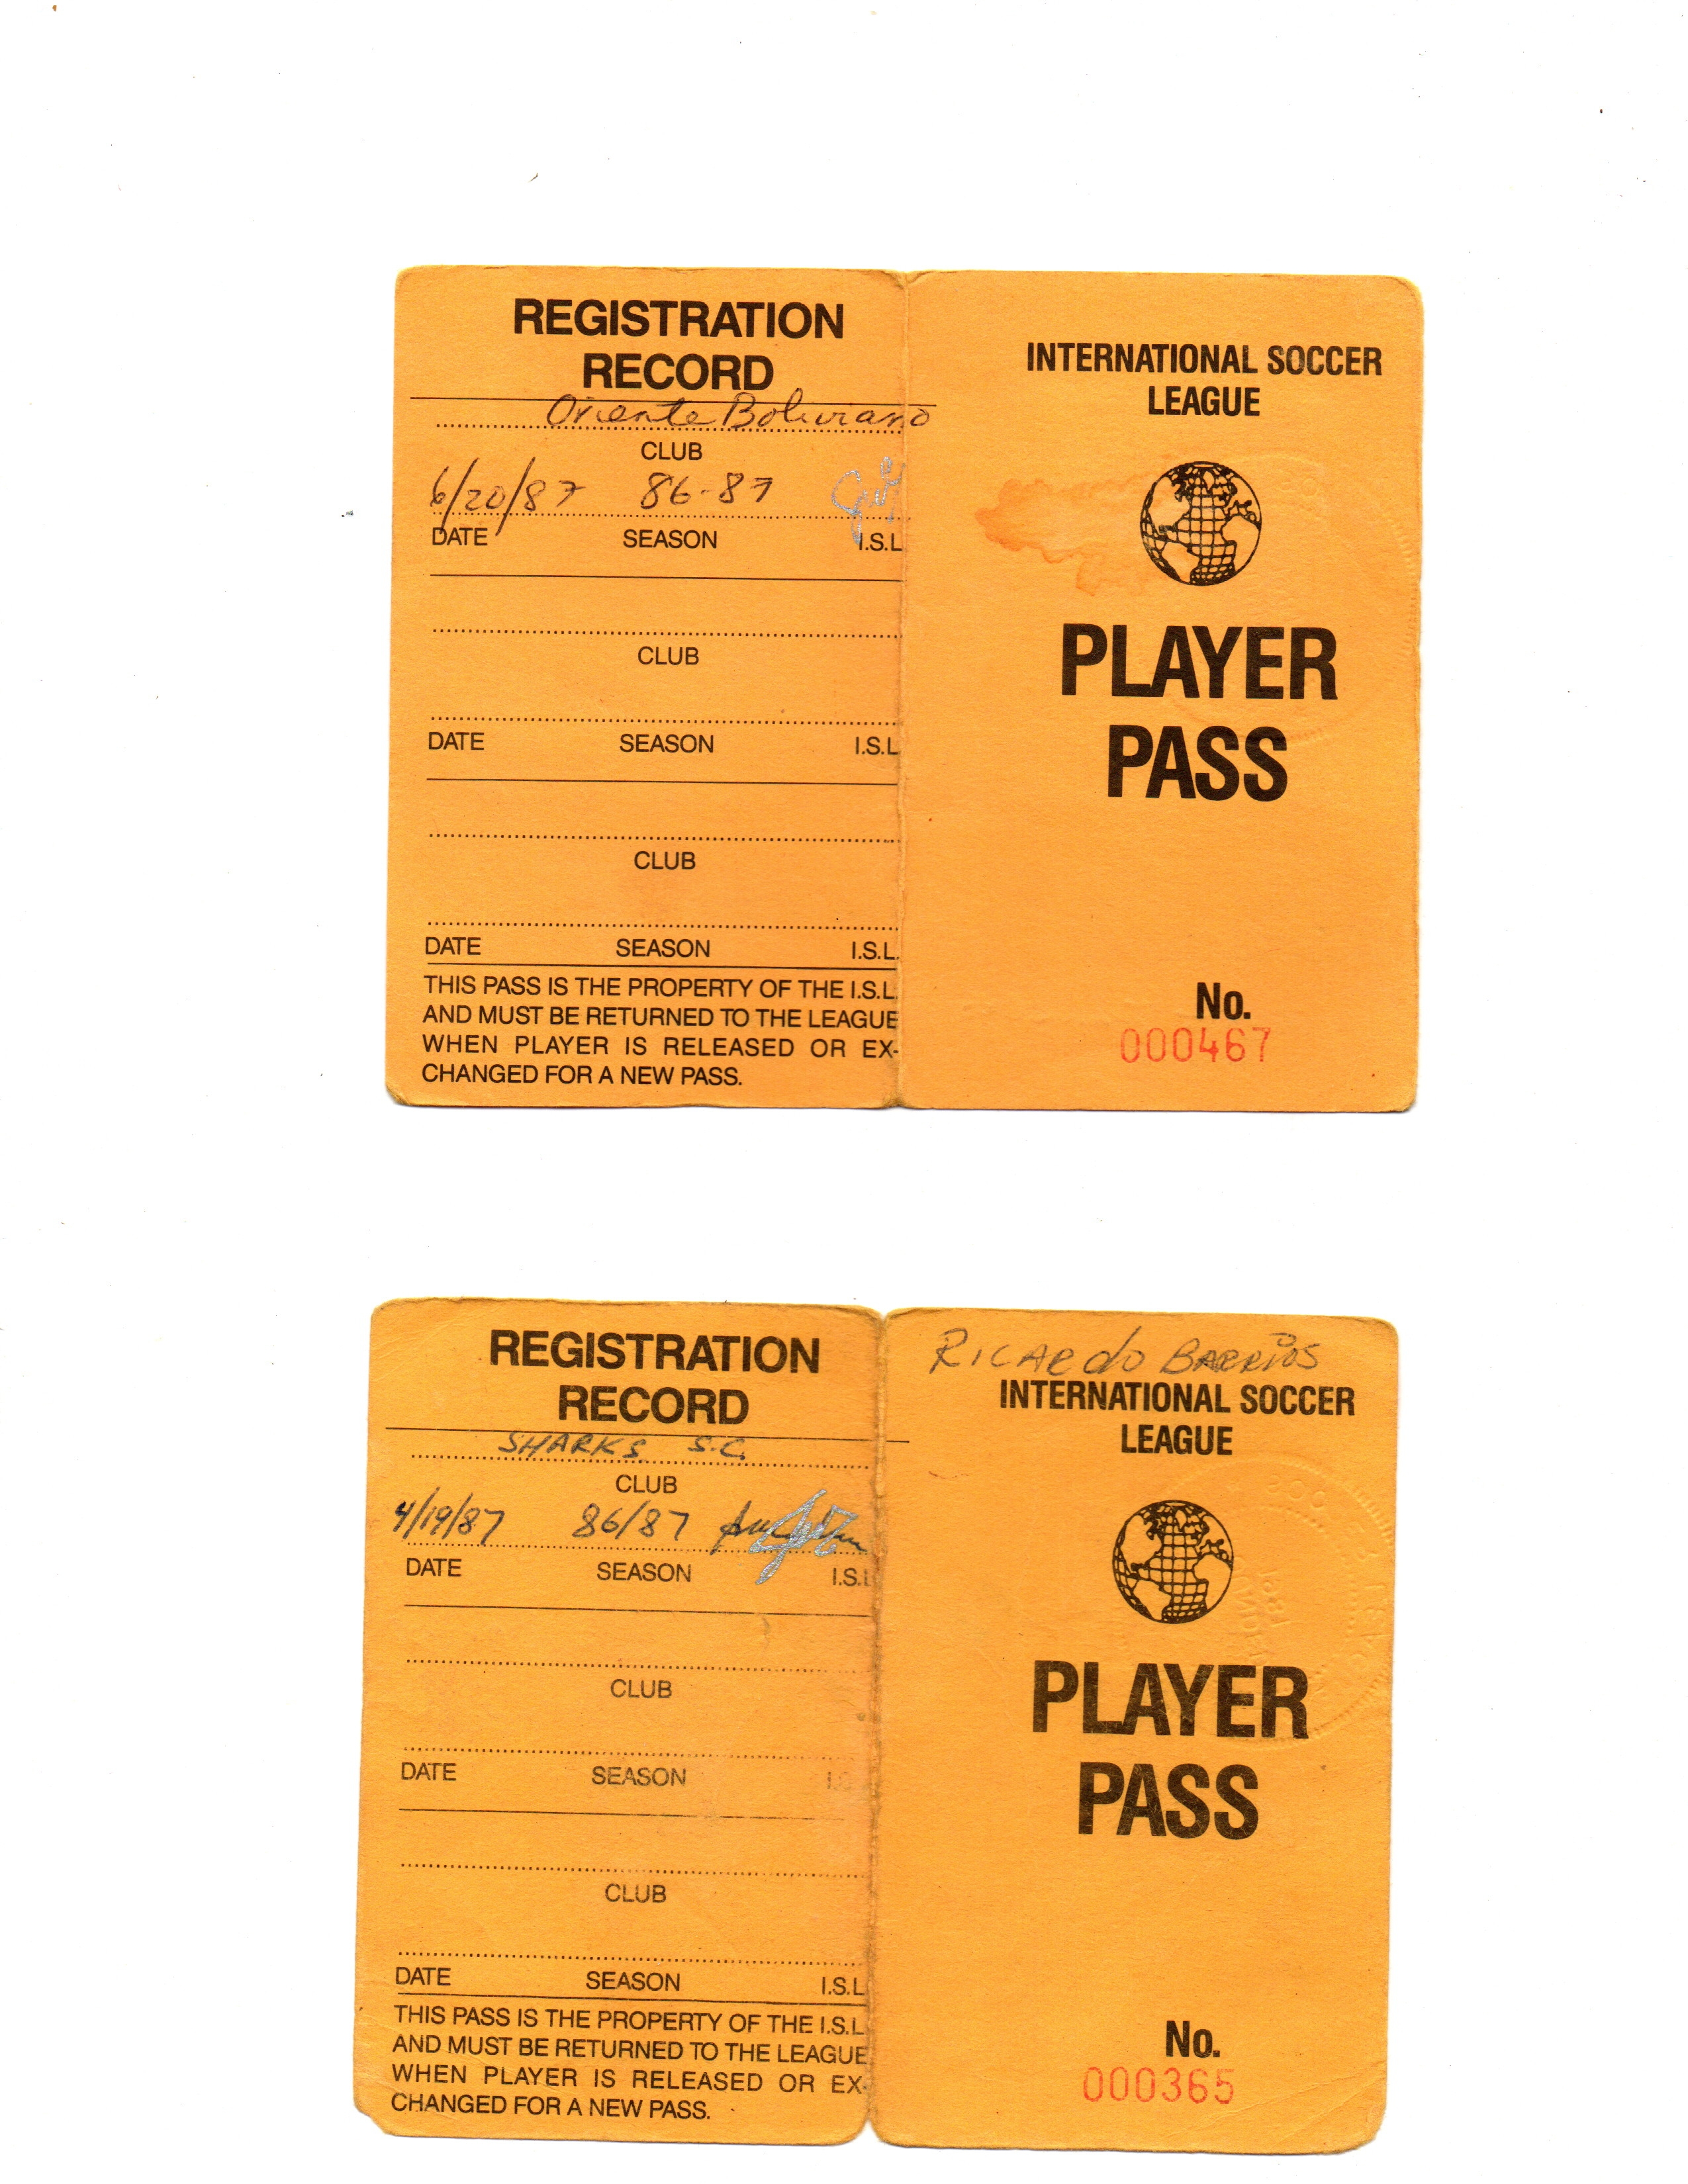 REGISTRATION
RECORD
Oriente Boliviano
CLUB
6/20/87 86-87
DATE SEASON I.S.L
CLUB
DATE SEASON I.S.L
CLUB
DATE SEASON I.S.L.
THIS PASS IS THE PROPERTY OF THE I.S.L.
AND MUST BE RETURNED TO THE LEAGUE
WHEN PLAYER IS RELEASED OR EX-
CHANGED FOR A NEW PASS.
INTERNATIONAL SOCCER
LEAGUE
PLAYER
PASS
No.
000467
REGISTRATION
RECORD
SHARKS S.C.
CLUB
4/19/87 86/87
DATE SEASON I.S.L
CLUB
DATE SEASON I.S
CLUB
DATE SEASON I.S.L
THIS PASS IS THE PROPERTY OF THE I.S.L
AND MUST BE RETURNED TO THE LEAGUE
WHEN PLAYER IS RELEASED OR EX-
CHANGED FOR A NEW PASS.
RICARdo BARRIOS
INTERNATIONAL SOCCER
LEAGUE
PLAYER
PASS
No.
000365